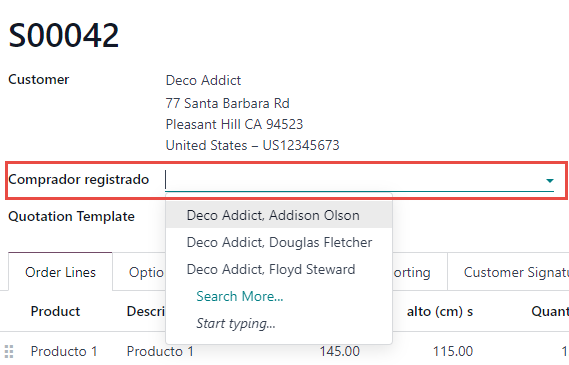 S00042
Customer
Deco Addict
77 Santa Barbara Rd
Pleasant Hill CA 94523
United States – US12345673
Comprador registrado
Quotation Template
Deco Addict, Addison Olson
Deco Addict, Douglas Fletcher
Deco Addict, Floyd Steward
Search More...
Start typing...
Order Lines
Optio
orting
Customer Signatu
Product
Descri
alto (cm) s
Quant
Producto 1
Producto 1
145.00
115.00
1